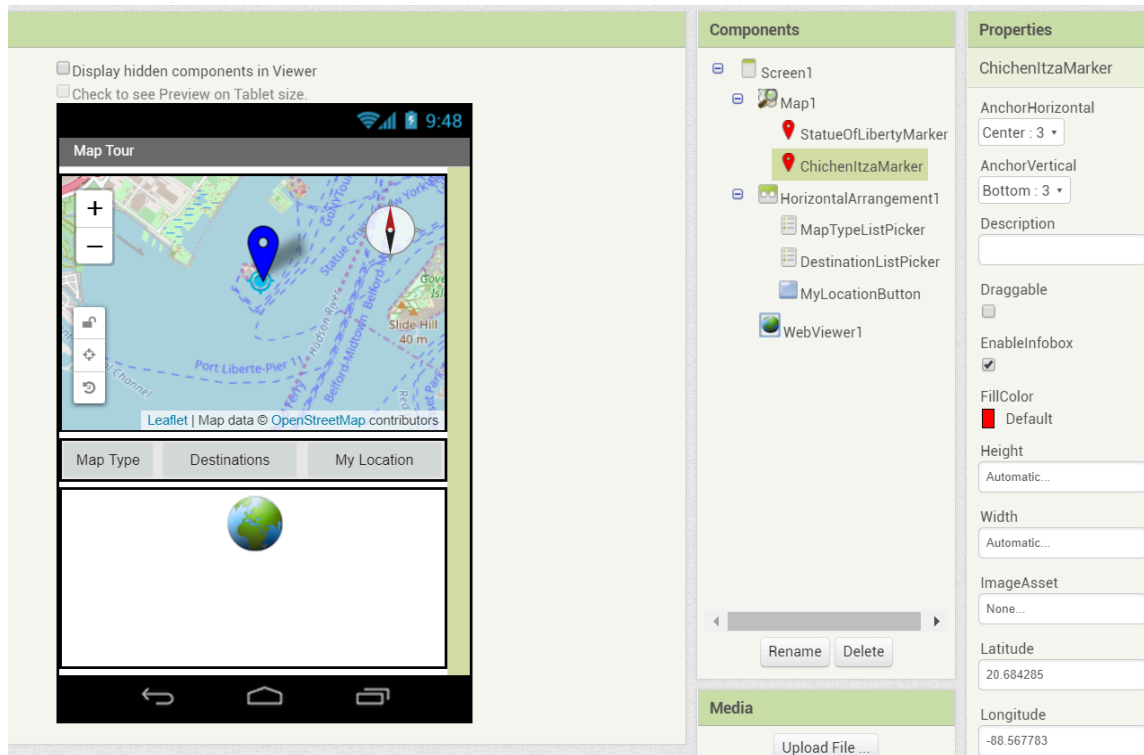 Display hidden components in Viewer
Check to see Preview on Tablet size.
9:48
Map Tour
+
−
Slide Hill
40 m
Port Liberte-Pier 11
Hudson River
Leaflet | Map data © OpenStreetMap contributors
Map Type Destinations My Location
Components
Screen1
Map1
StatueOfLibertyMarker
ChichenItzaMarker
HorizontalArrangement1
MapTypeListPicker
DestinationListPicker
MyLocationButton
WebViewer1
Rename Delete
Media
Upload File ...
Properties
ChichenItzaMarker
AnchorHorizontal
Center : 3
AnchorVertical
Bottom : 3
Description
Draggable
EnableInfobox
FillColor
Default
Height
Automatic...
Width
Automatic...
ImageAsset
None...
Latitude
20.684285
Longitude
-88.567783